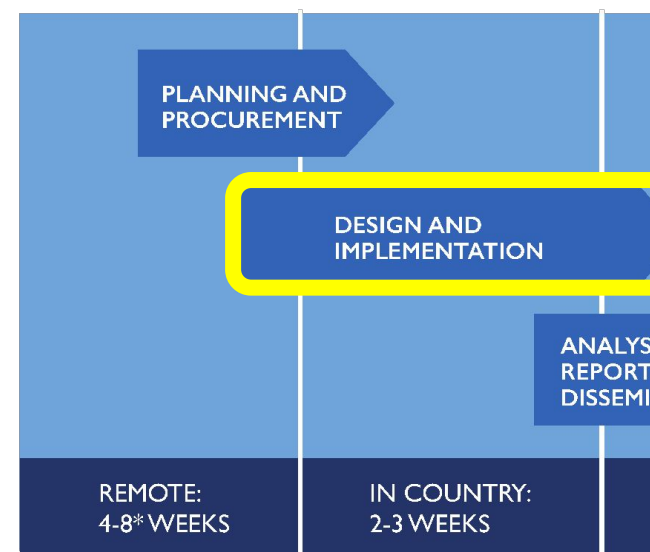 PLANNING AND
PROCUREMENT
DESIGN AND
IMPLEMENTATION
REMOTE:
4-8* WEEKS
IN COUNTRY:
2-3 WEEKS